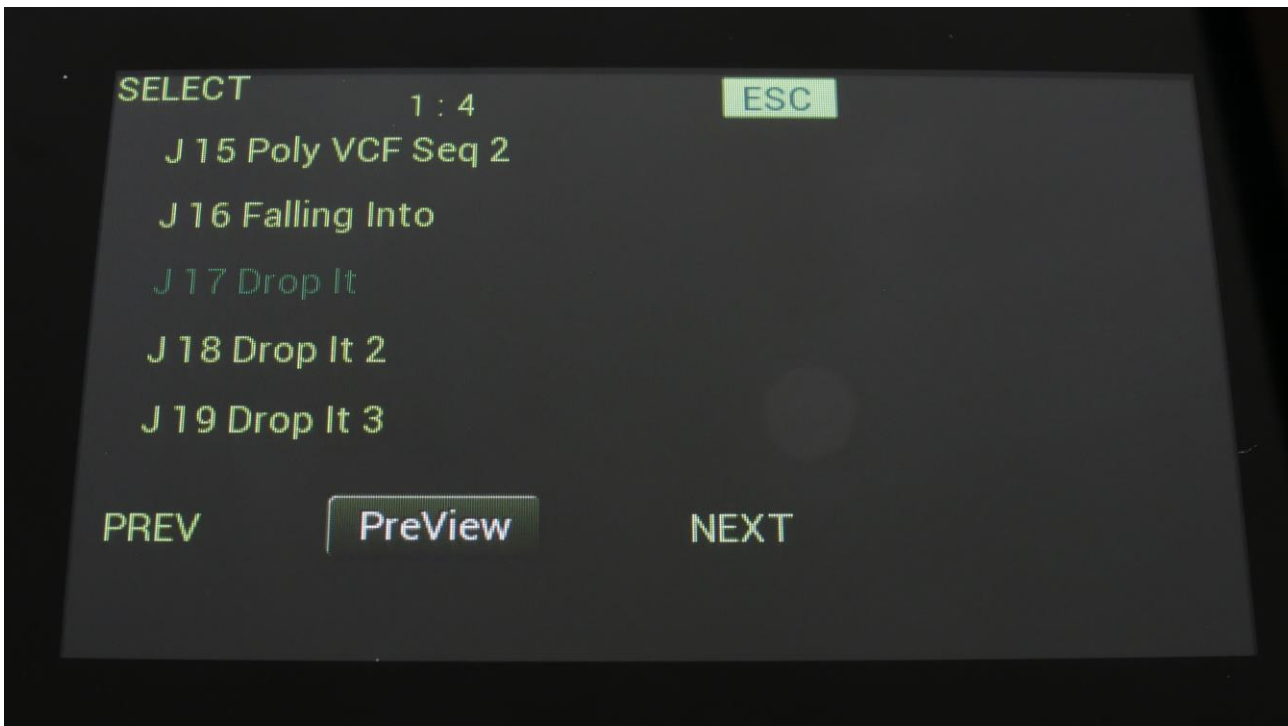 SELECT 1 : 4 ESC
J 15 Poly VCF Seq 2
J 16 Falling Into
J 17 Drop It
J 18 Drop It 2
J 19 Drop It 3
PREV PreView NEXT